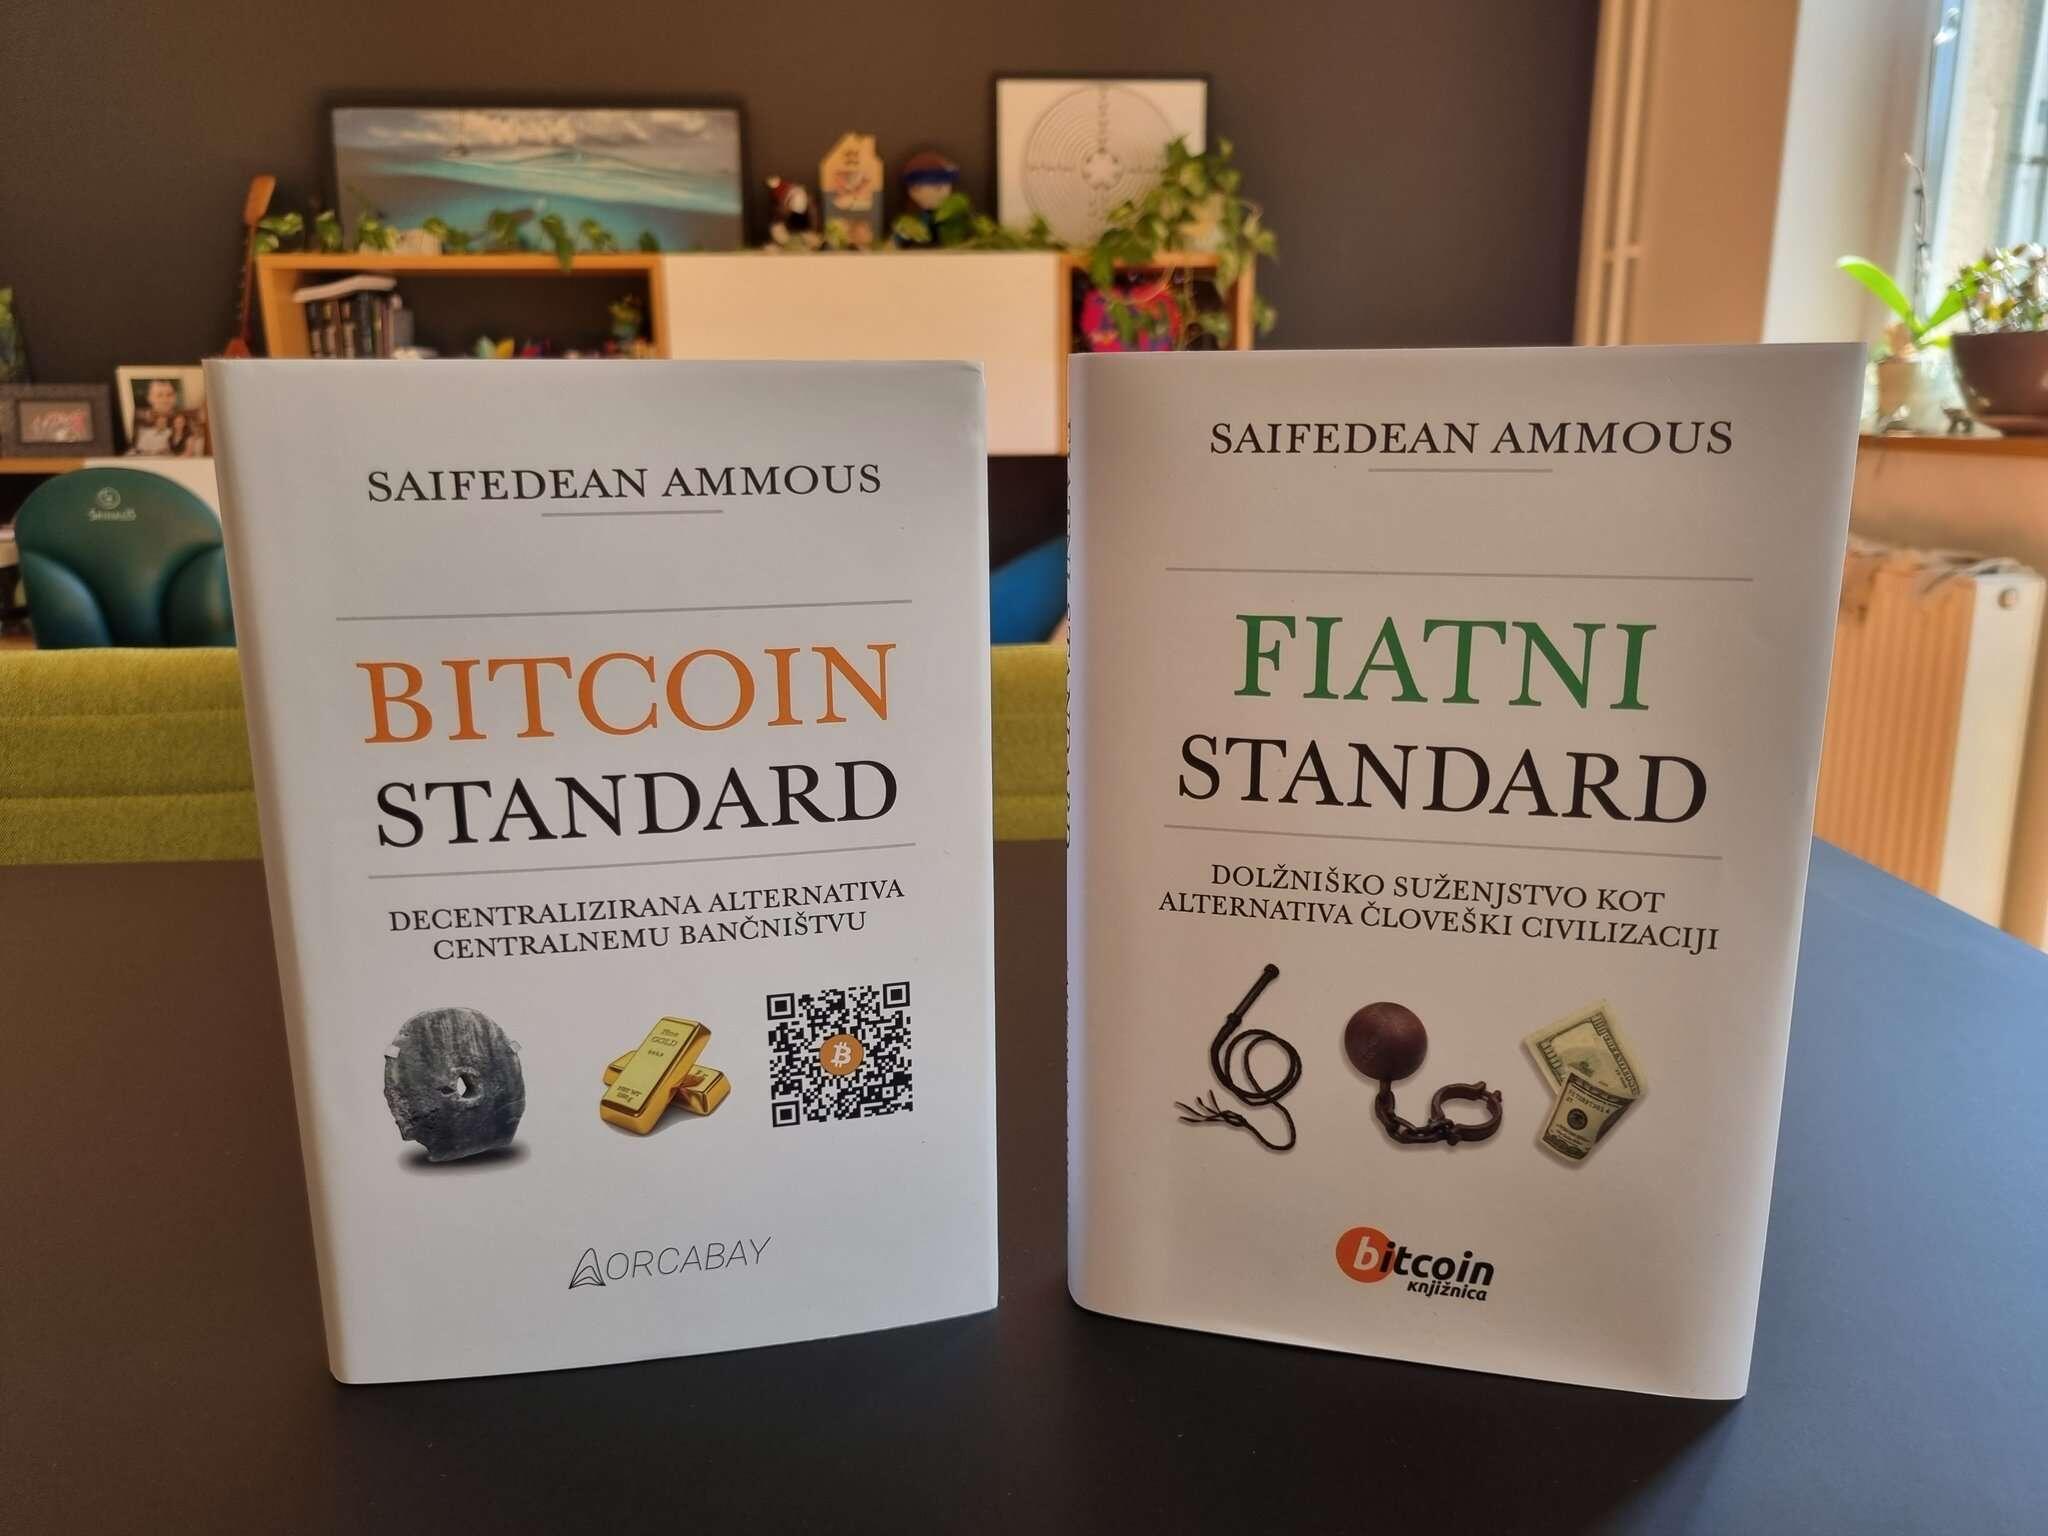 SAIFEDEAN AMMOUS
BITCOIN
STANDARD
DECENTRALIZIRANA ALTERNATIVA
CENTRALNEMU BANČNIŠTVU
GOLD
ORCABAY
SAIFEDEAN AMMOUS
FIATNI
STANDARD
DOLŽNIŠKO SUŽENJSTVO KOT
ALTERNATIVA ČLOVEŠKI CIVILIZACIJI
bitcoin
knjižnica